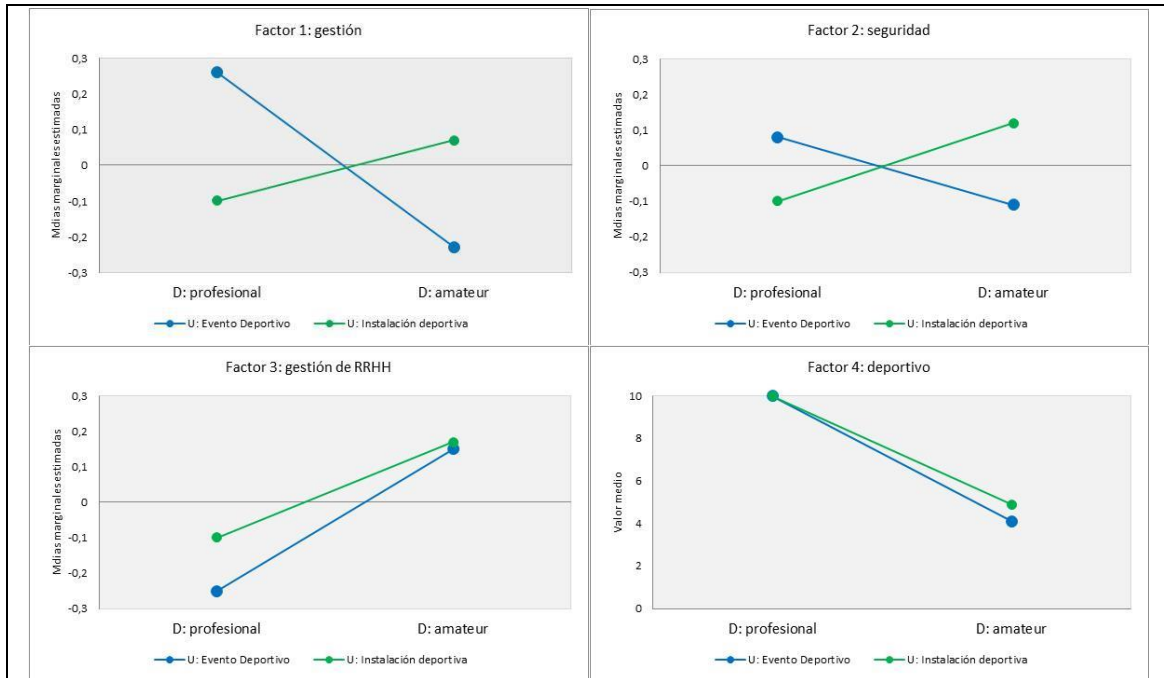 Factor 1: gestión
Mdias marginales estimadas
0,3
0,2
0,1
0
-0,1
-0,2
-0,3
D: profesional D: amateur
U: Evento Deportivo U: Instalación deportiva
Factor 2: seguridad
Mdias marginales estimadas
0,3
0,2
0,1
0
-0,1
-0,2
-0,3
D: profesional D: amateur
U: Evento Deportivo U: Instalación deportiva
Factor 3: gestión de RRHH
Mdias marginales estimadas
0,3
0,2
0,1
0
-0,1
-0,2
-0,3
D: profesional D: amateur
U: Evento Deportivo U: Instalación deportiva
Factor 4: deportivo
Valor medio
10
8
6
4
2
0
D: profesional D: amateur
U: Evento Deportivo U: Instalación deportiva